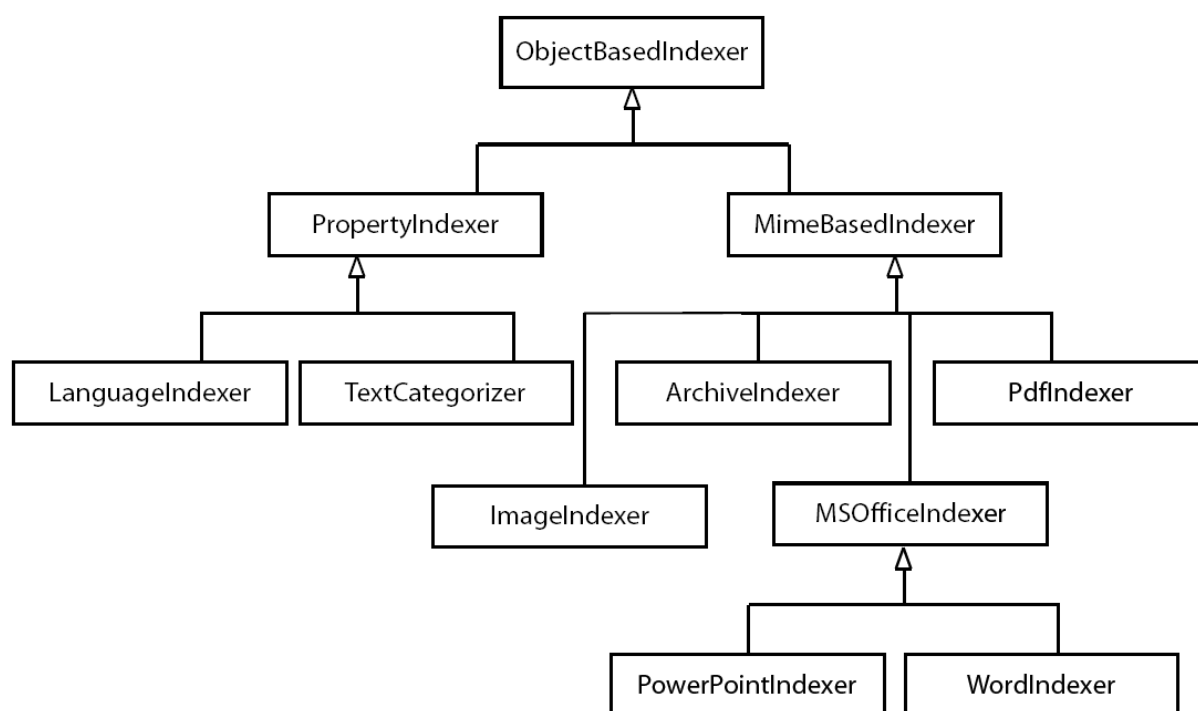 ObjectBasedIndexer
PropertyIndexer
MimeBasedIndexer
LanguageIndexer
TextCategorizer
ArchiveIndexer
PdfIndexer
ImageIndexer
MSOfficeIndexer
PowerPointIndexer
WordIndexer